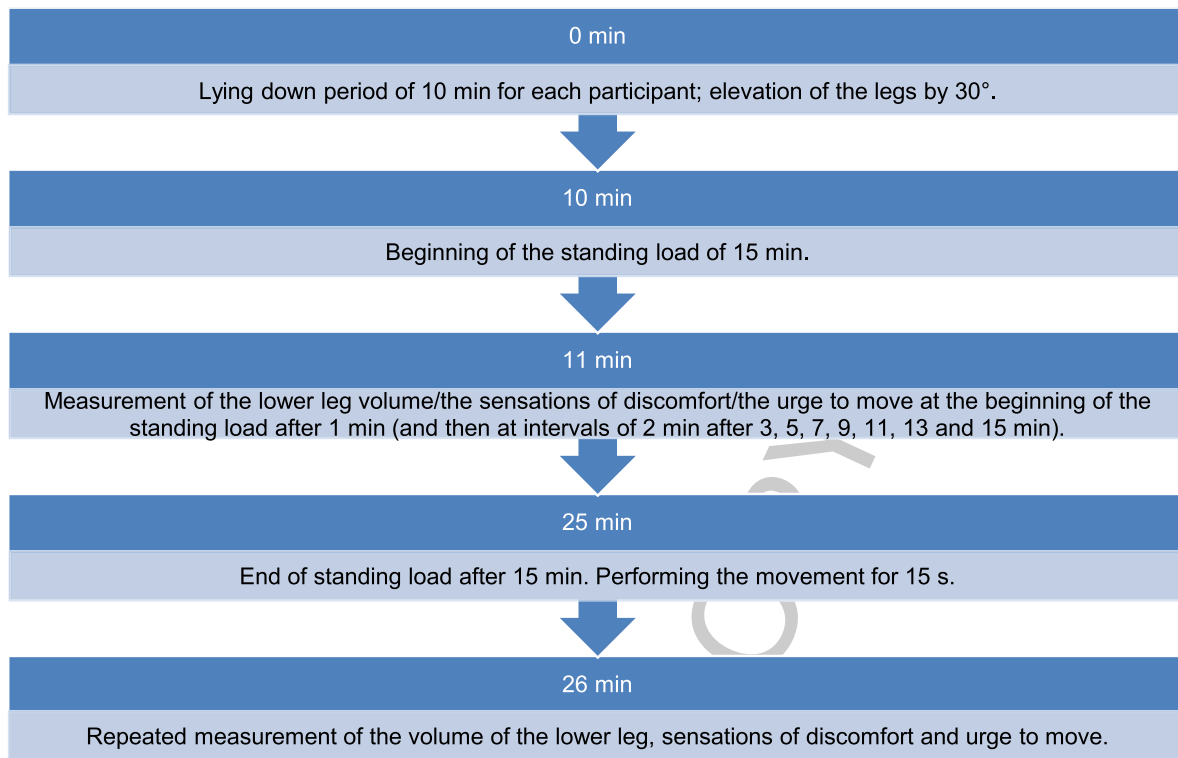 0 min
Lying down period of 10 min for each participant; elevation of the legs by 30°.
10 min
Beginning of the standing load of 15 min.
11 min
Measurement of the lower leg volume/the sensations of discomfort/the urge to move at the beginning of the
standing load after 1 min (and then at intervals of 2 min after 3, 5, 7, 9, 11, 13 and 15 min).
25 min
End of standing load after 15 min. Performing the movement for 15 s.
26 min
Repeated measurement of the volume of the lower leg, sensations of discomfort and urge to move.